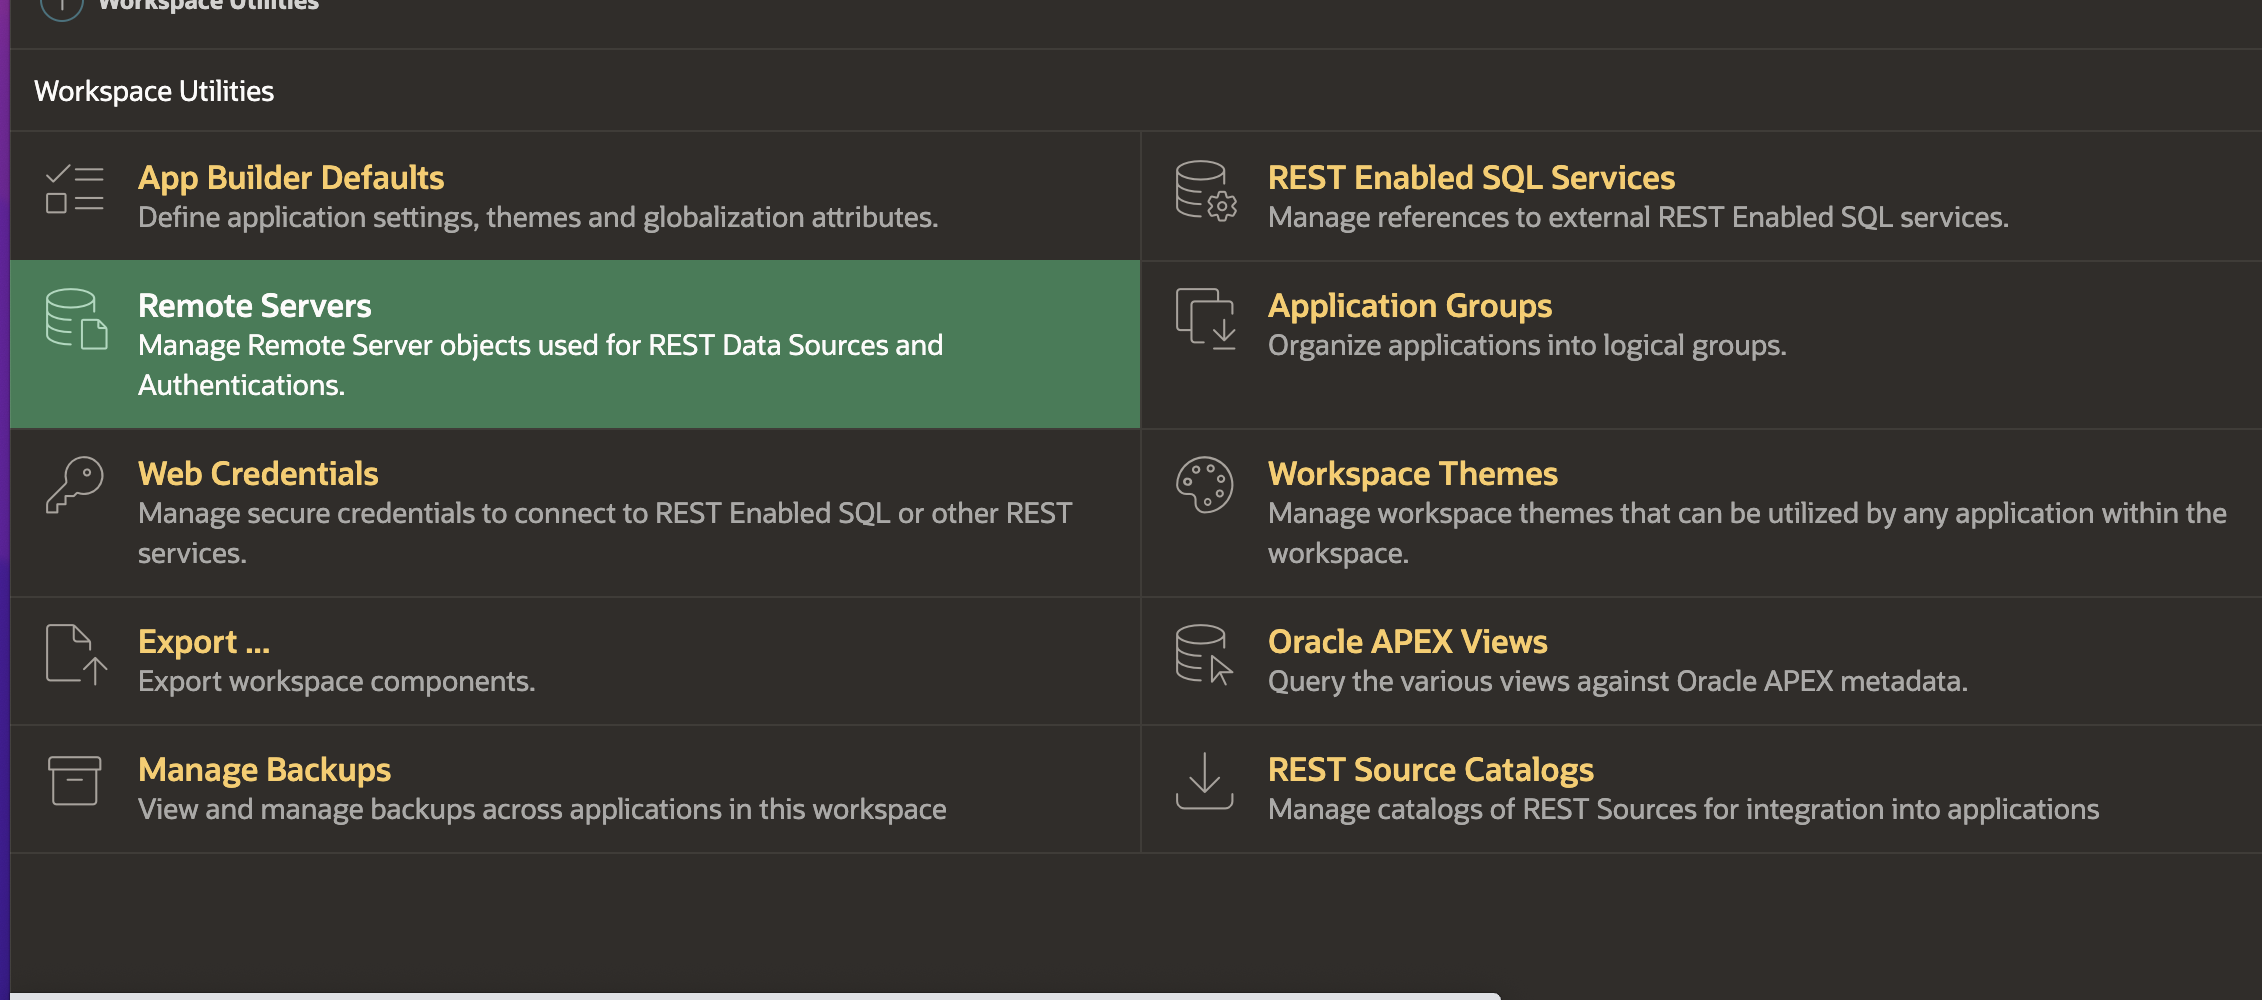 Workspace Utilities
Workspace Utilities
App Builder Defaults
Define application settings, themes and globalization attributes.
REST Enabled SQL Services
Manage references to external REST Enabled SQL services.
Remote Servers
Manage Remote Server objects used for REST Data Sources and
Authentications.
Application Groups
Organize applications into logical groups.
Web Credentials
Manage secure credentials to connect to REST Enabled SQL or other REST
services.
Workspace Themes
Manage workspace themes that can be utilized by any application within the
workspace.
Export ...
Export workspace components.
Oracle APEX Views
Query the various views against Oracle APEX metadata.
Manage Backups
View and manage backups across applications in this workspace
REST Source Catalogs
Manage catalogs of REST Sources for integration into applications